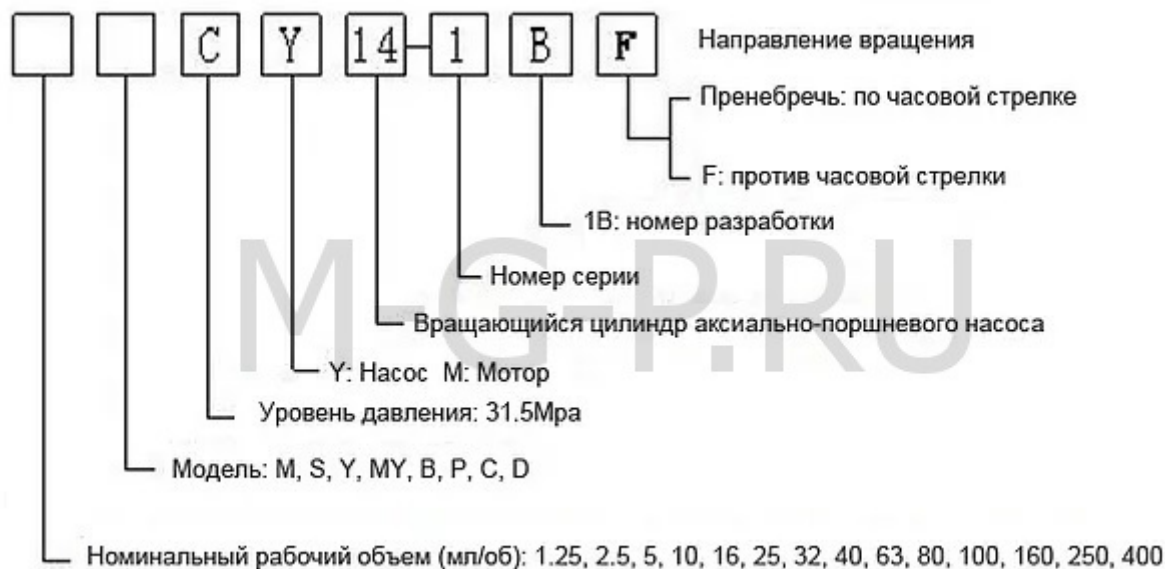 C Y 14-1 B F Направление вращения
Пренебречь: по часовой стрелке
F: против часовой стрелки
1B: номер разработки
Номер серии
Вращающийся цилиндр аксиально-поршневого насоса
Y: Насос M: Мотор
Уровень давления: 31.5Mpa
Модель: M, S, Y, MY, B, P, C, D
Номинальный рабочий объем (мл/об): 1.25, 2.5, 5, 10, 16, 25, 32, 40, 63, 80, 100, 160, 250, 400
M-G-P.RU